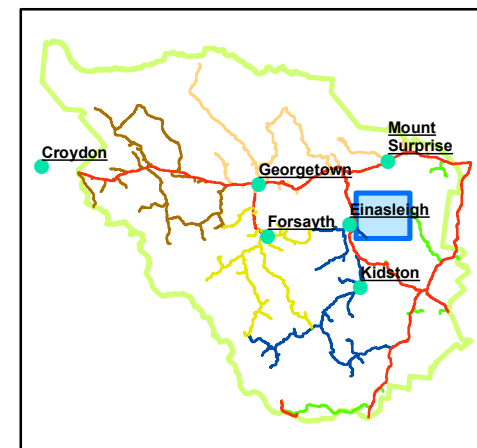 Mount
Surprise
Croydon
Georgetown
Einasleigh
Forsayth
Kidston